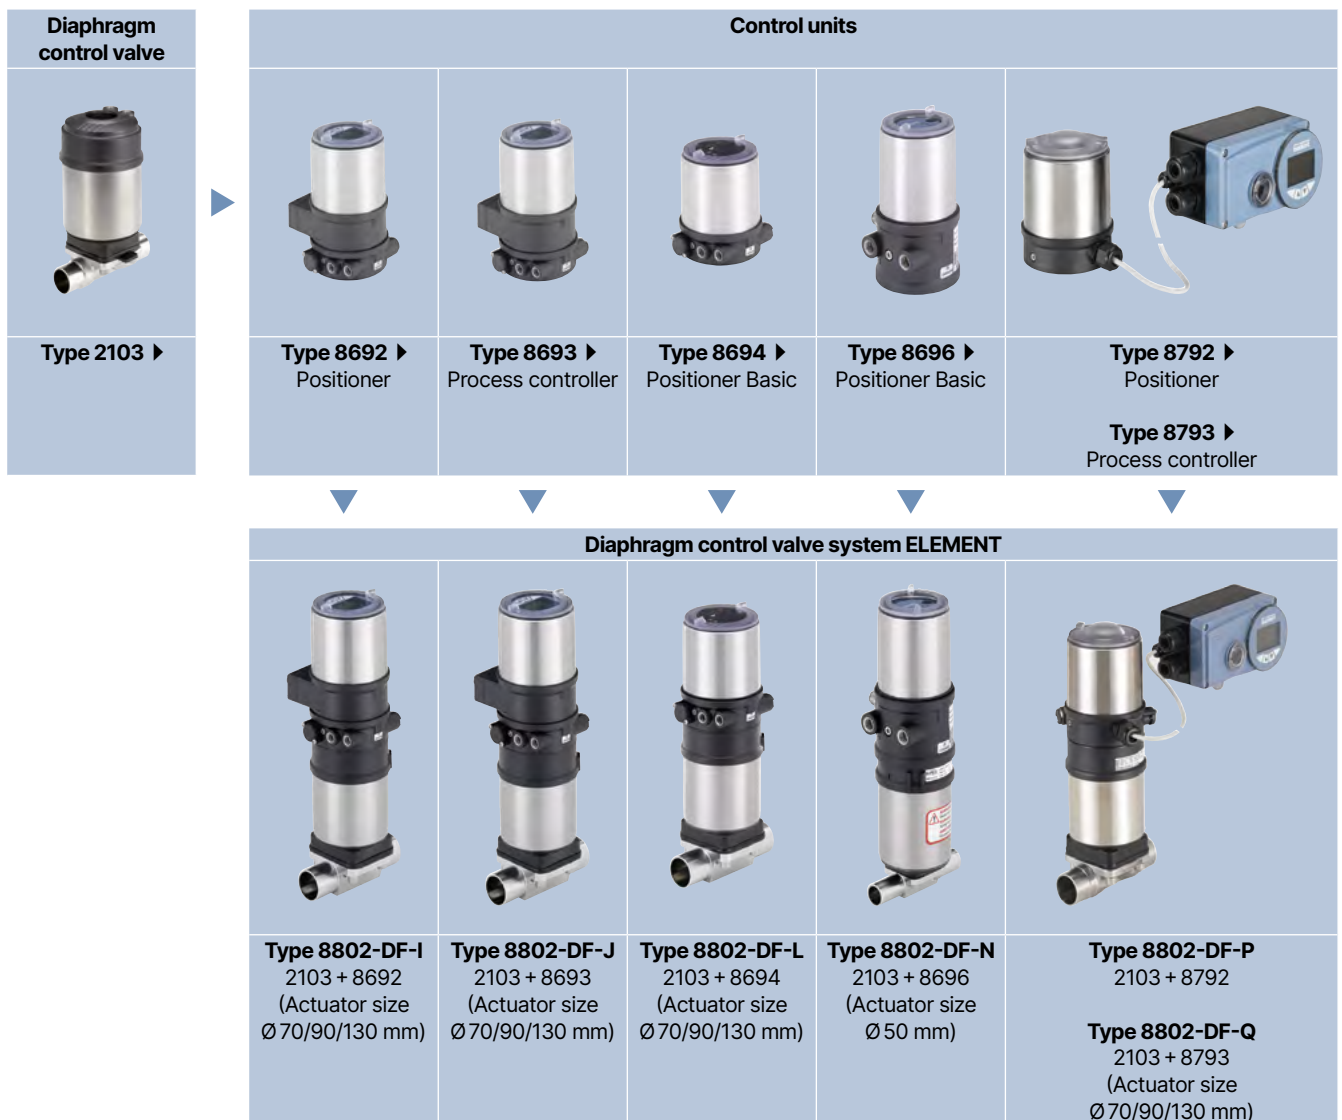 Diaphragm
control valve
Control units
Type 2103
Type 8692
Positioner
Type 8693
Process controller
Type 8694
Positioner Basic
Type 8696
Positioner Basic
Type 8792
Positioner
Type 8793
Process controller
Diaphragm control valve system ELEMENT
Type 8802-DF-I
2103 + 8692
(Actuator size
Ø 70/90/130 mm)
Type 8802-DF-J
2103 + 8693
(Actuator size
Ø 70/90/130 mm)
Type 8802-DF-L
2103 + 8694
(Actuator size
Ø 70/90/130 mm)
Type 8802-DF-N
2103 + 8696
(Actuator size
Ø 50 mm)
Type 8802-DF-P
2103 + 8792
Type 8802-DF-Q
2103 + 8793
(Actuator size
Ø 70/90/130 mm)